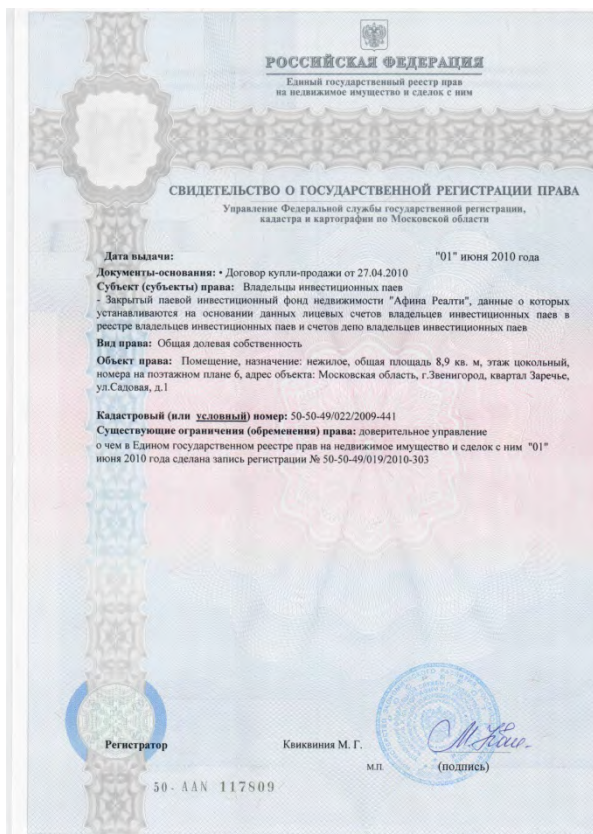 РОССИЙСКАЯ ФЕДЕРАЦИЯ
Единый государственный реестр прав
на недвижимое имущество и сделок с ним
СВИДЕТЕЛЬСТВО О ГОСУДАРСТВЕННОЙ РЕГИСТРАЦИИ ПРАВА
Управление Федеральной службы государственной регистрации,
кадастра и картографии по Московской области
Дата выдачи: "01" июня 2010 года
Документы-основания: • Договор купли-продажи от 27.04.2010
Субъект (субъекты) права: Владельцы инвестиционных паев
- Закрытый паевой инвестиционный фонд недвижимости "Афина Реалти", данные о которых
устанавливаются на основании данных лицевых счетов владельцев инвестиционных паев в
реестре владельцев инвестиционных паев и счетов депо владельцев инвестиционных паев
Вид права: Общая долевая собственность
Объект права: Помещение, назначение: нежилое, общая площадь 8,9 кв. м, этаж цокольный,
номера на поэтажном плане 6, адрес объекта: Московская область, г.Звенигород, квартал Заречье,
ул.Садовая, д.1
Кадастровый (или условный) номер: 50-50-49/022/2009-441
Существующие ограничения (обременения) права: доверительное управление
о чем в Едином государственном реестре прав на недвижимое имущество и сделок с ним "01"
июня 2010 года сделана запись регистрации № 50-50-49/019/2010-303
Регистратор Квиквиния М. Г.
м.п. (подпись)
50-ААN 117809